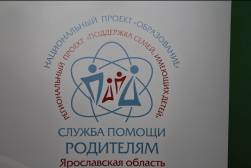 НАЦИОНАЛЬНЫЙ ПРОЕКТ «ОБРАЗОВАНИЕ»
РЕГИОНАЛЬНЫЙ ПРОЕКТ «ПОДДЕРЖКА СЕМЕЙ, ИМЕЮЩИХ ДЕТЕЙ»
СЛУЖБА ПОМОЩИ
РОДИТЕЛЯМ
Ярославская область